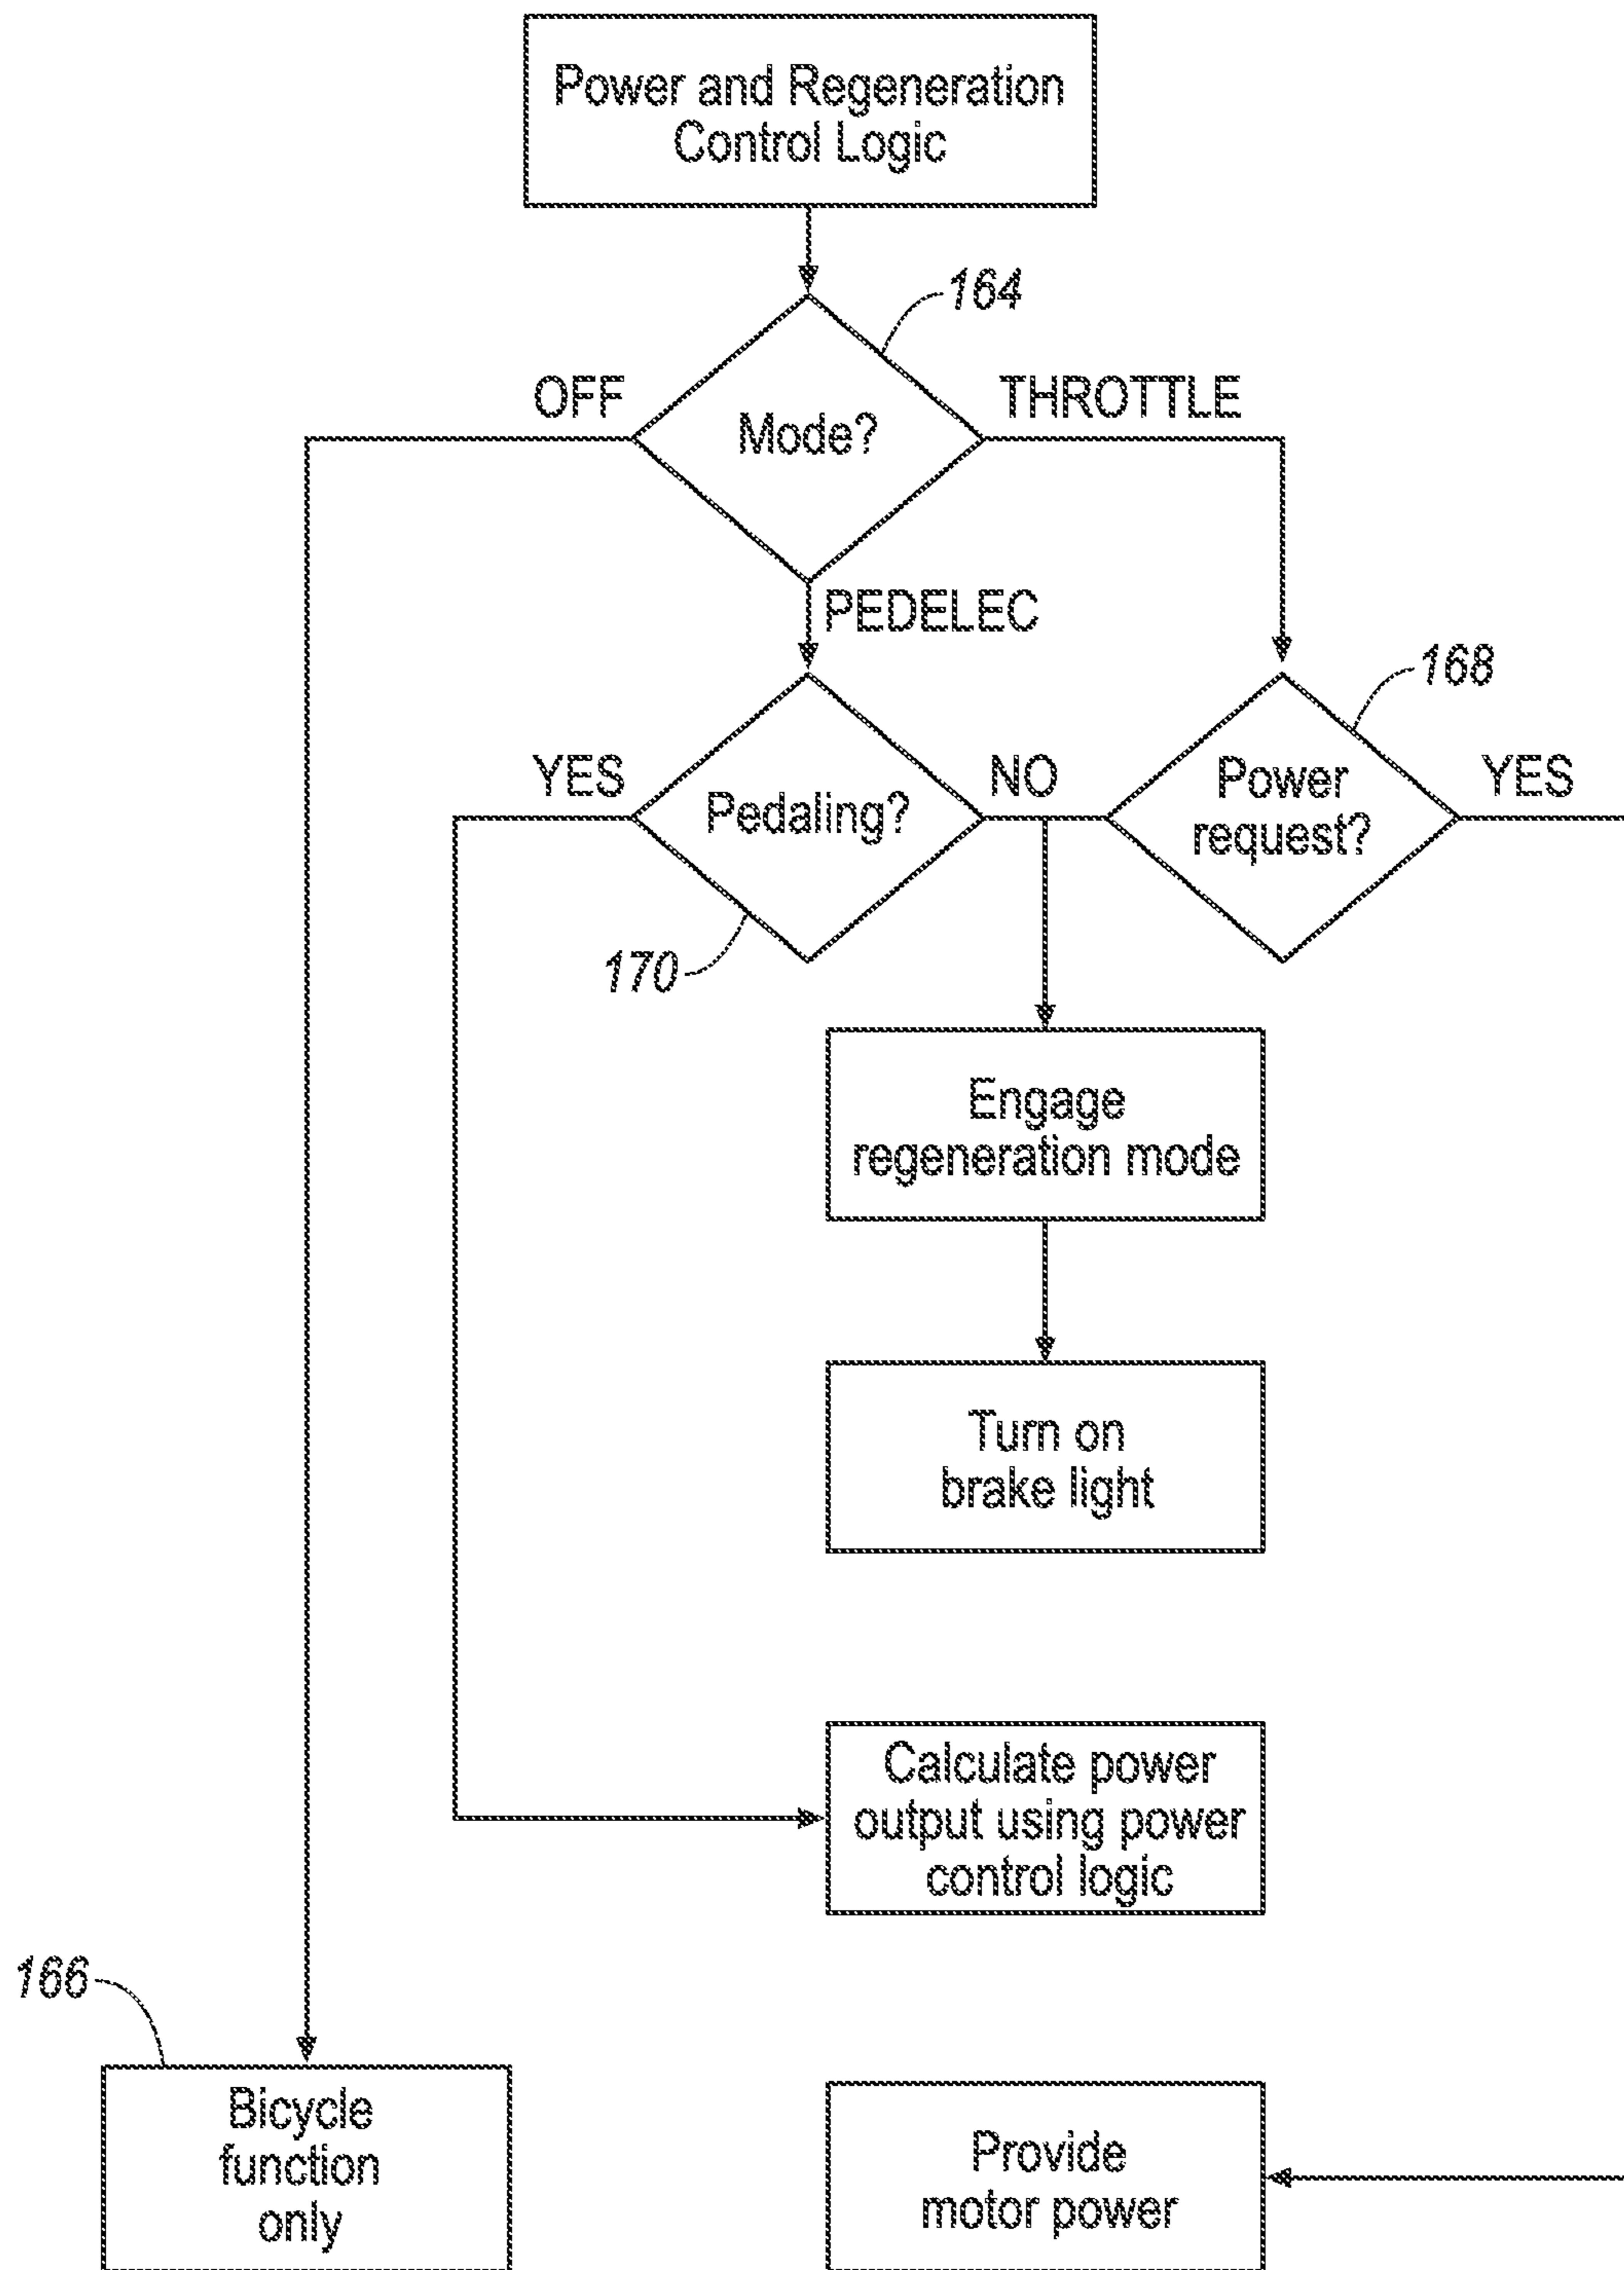 Power and Regeneration
Control Logic
164
OFF
THROTTLE
Mode?
PEDELEC
168
YES
Pedaling?
NO
Power
request?
YES
170
Engage
regeneration mode
Turn on
brake light
Calculate power
output using power
control logic
166
Bicycle
function
only
Provide
motor power